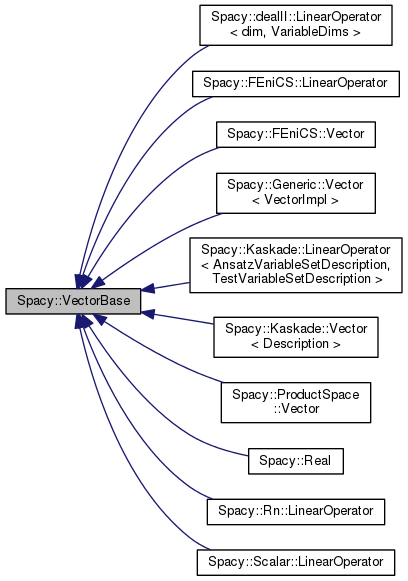 Spacy::dealII::LinearOperator
< dim, VariableDims >
Spacy::FEniCS::LinearOperator
Spacy::FEniCS::Vector
Spacy::Generic::Vector
< VectorImpl >
Spacy::Kaskade::LinearOperator
< AnsatzVariableSetDescription,
TestVariableSetDescription >
Spacy::VectorBase
Spacy::Kaskade::Vector
< Description >
Spacy::ProductSpace
::Vector
Spacy::Real
Spacy::Rn::LinearOperator
Spacy::Scalar::LinearOperator